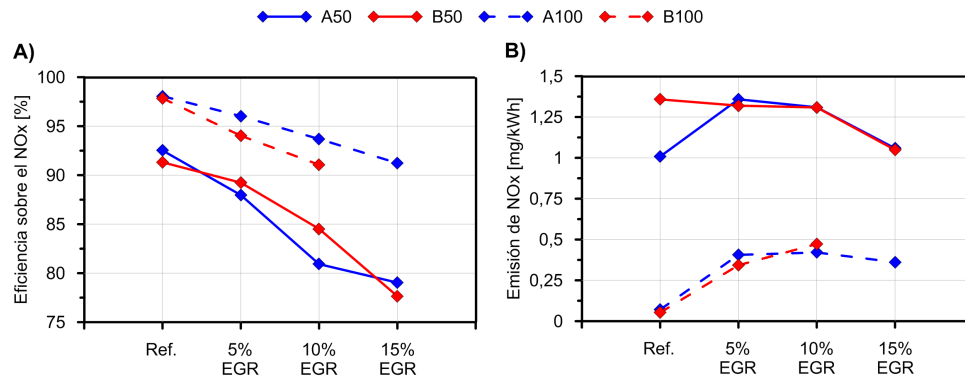 A50 B50 A100 B100
A)
Eficiencia sobre el NOx [%]
100
95
90
85
80
75
Ref.
5%
EGR
10%
EGR
15%
EGR
B)
Emisión de NOx [mg/kWh]
1,5
1,25
1
0,75
0,5
0,25
0
Ref.
5%
EGR
10%
EGR
15%
EGR